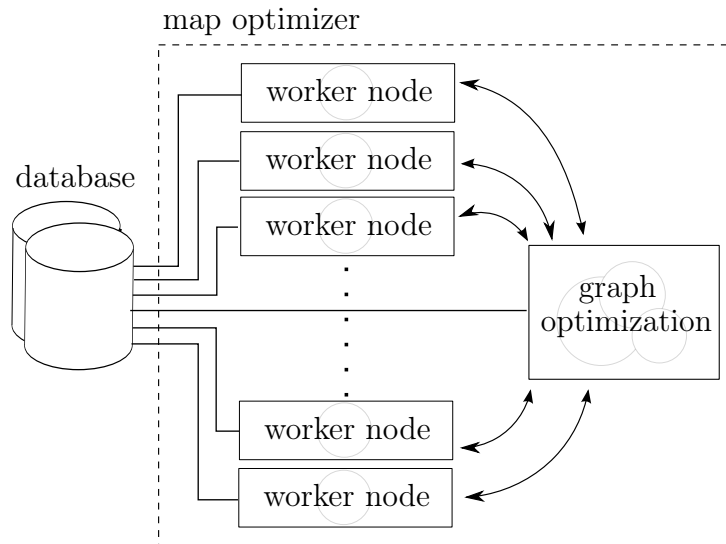 map optimizer
worker node
worker node
database
worker node
graph
optimization
worker node
worker node